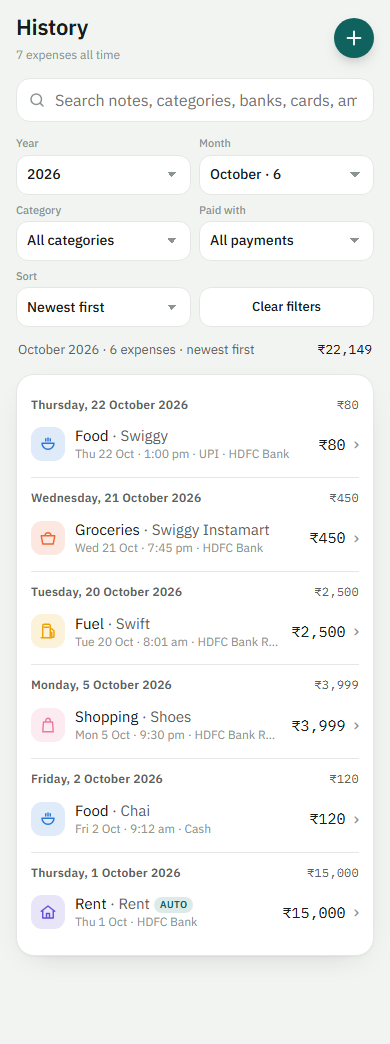 History
7 expenses all time
Search notes, categories, banks, cards, am
Year
Month
2026
October · 6
Category
Paid with
All categories
All payments
Sort
Newest first
Clear filters
October 2026 · 6 expenses · newest first ₹22,149
Thursday, 22 October 2026 ₹80
Food · Swiggy
Thu 22 Oct · 1:00 pm · UPI · HDFC Bank
₹80 ›
Wednesday, 21 October 2026 ₹450
Groceries · Swiggy Instamart
Wed 21 Oct · 7:45 pm · HDFC Bank
₹450 ›
Tuesday, 20 October 2026 ₹2,500
Fuel · Swift
Tue 20 Oct · 8:01 am · HDFC Bank R...
₹2,500 ›
Monday, 5 October 2026 ₹3,999
Shopping · Shoes
Mon 5 Oct · 9:30 pm · HDFC Bank R...
₹3,999 ›
Friday, 2 October 2026 ₹120
Food · Chai
Fri 2 Oct · 9:12 am · Cash
₹120 ›
Thursday, 1 October 2026 ₹15,000
Rent · Rent AUTO
Thu 1 Oct · HDFC Bank
₹15,000 ›